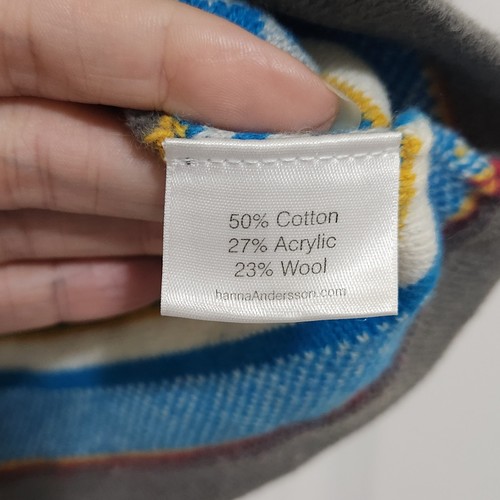 50% Cotton
27% Acrylic
23% Wool
hannaAndersson.com